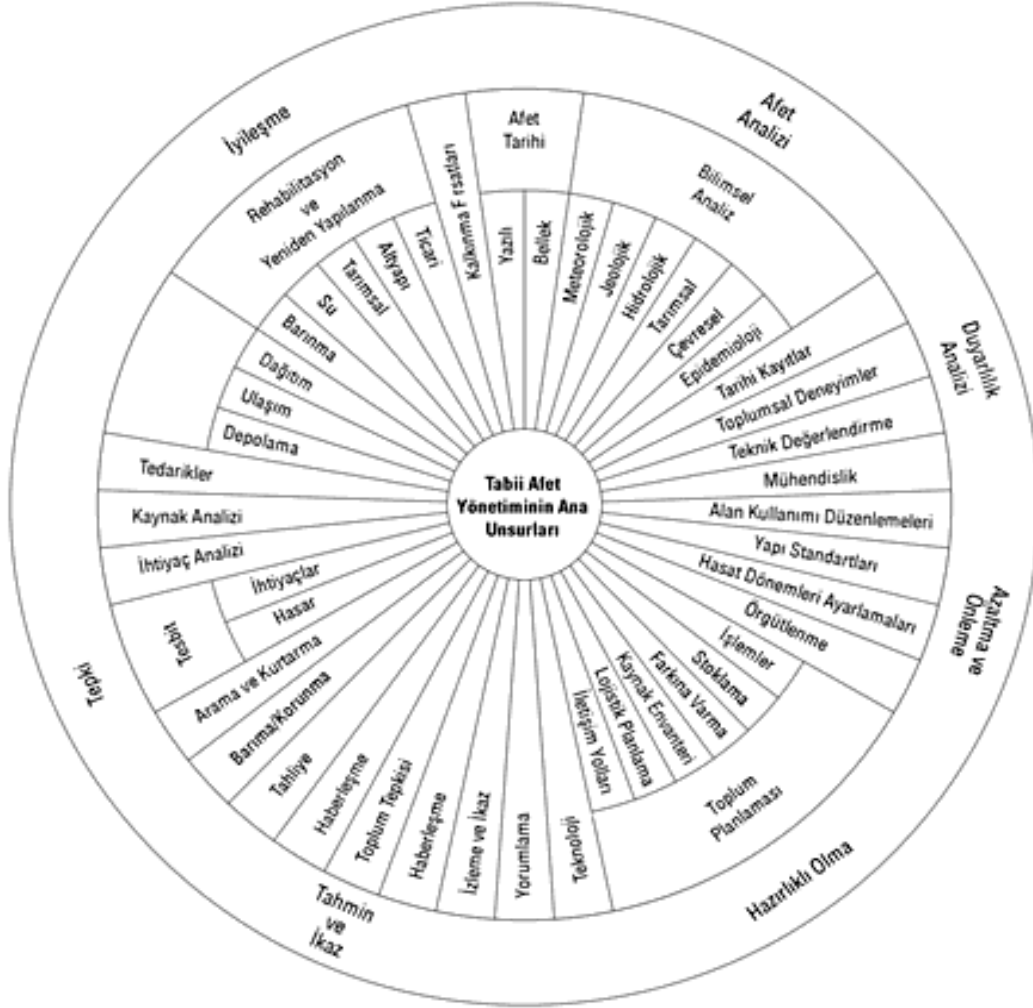 Tabii Afet
Yönetiminin Ana
Unsurları
Afet
Analizi
Duyarlılık
Analizi
Azaltma ve
Önleme
Hazırlıklı Olma
Tahmin
ve
İkaz
Tepki
İyileşme
Afet
Tarihi
Yazılı
Bellek
Bilimsel
Analiz
Meteorolojik
Jeolojik
Hidrolojik
Tarımsal
Çevresel
Epidemioloji
Tarihi Kayıtlar
Toplumsal Deneyimler
Teknik Değerlendirme
Mühendislik
Alan Kullanımı Düzenlemeleri
Yapı Standartları
Hasat Dönemleri Ayarlamaları
Örgütlenme
Toplum
Planlaması
İşlemler
Stoklama
Farkına Varma
Kaynak Envanteri
Lojistik Planlama
İletişim Yolları
Teknoloji
Yorumlama
İzleme ve İkaz
Haberleşme
Toplum Tepkisi
Haberleşme
Tahliye
Barıma/Korunma
Arama ve Kurtarma
Tesbit
Hasar
İhtiyaçlar
İhtiyaç Analizi
Kaynak Analizi
Tedarikler
Depolama
Ulaşım
Dağıtım
Rehabilitasyon
ve
Yeniden Yapılanma
Barınma
Su
Tarımsal
Altyapı
Ticari
Kalkınma Fırsatları